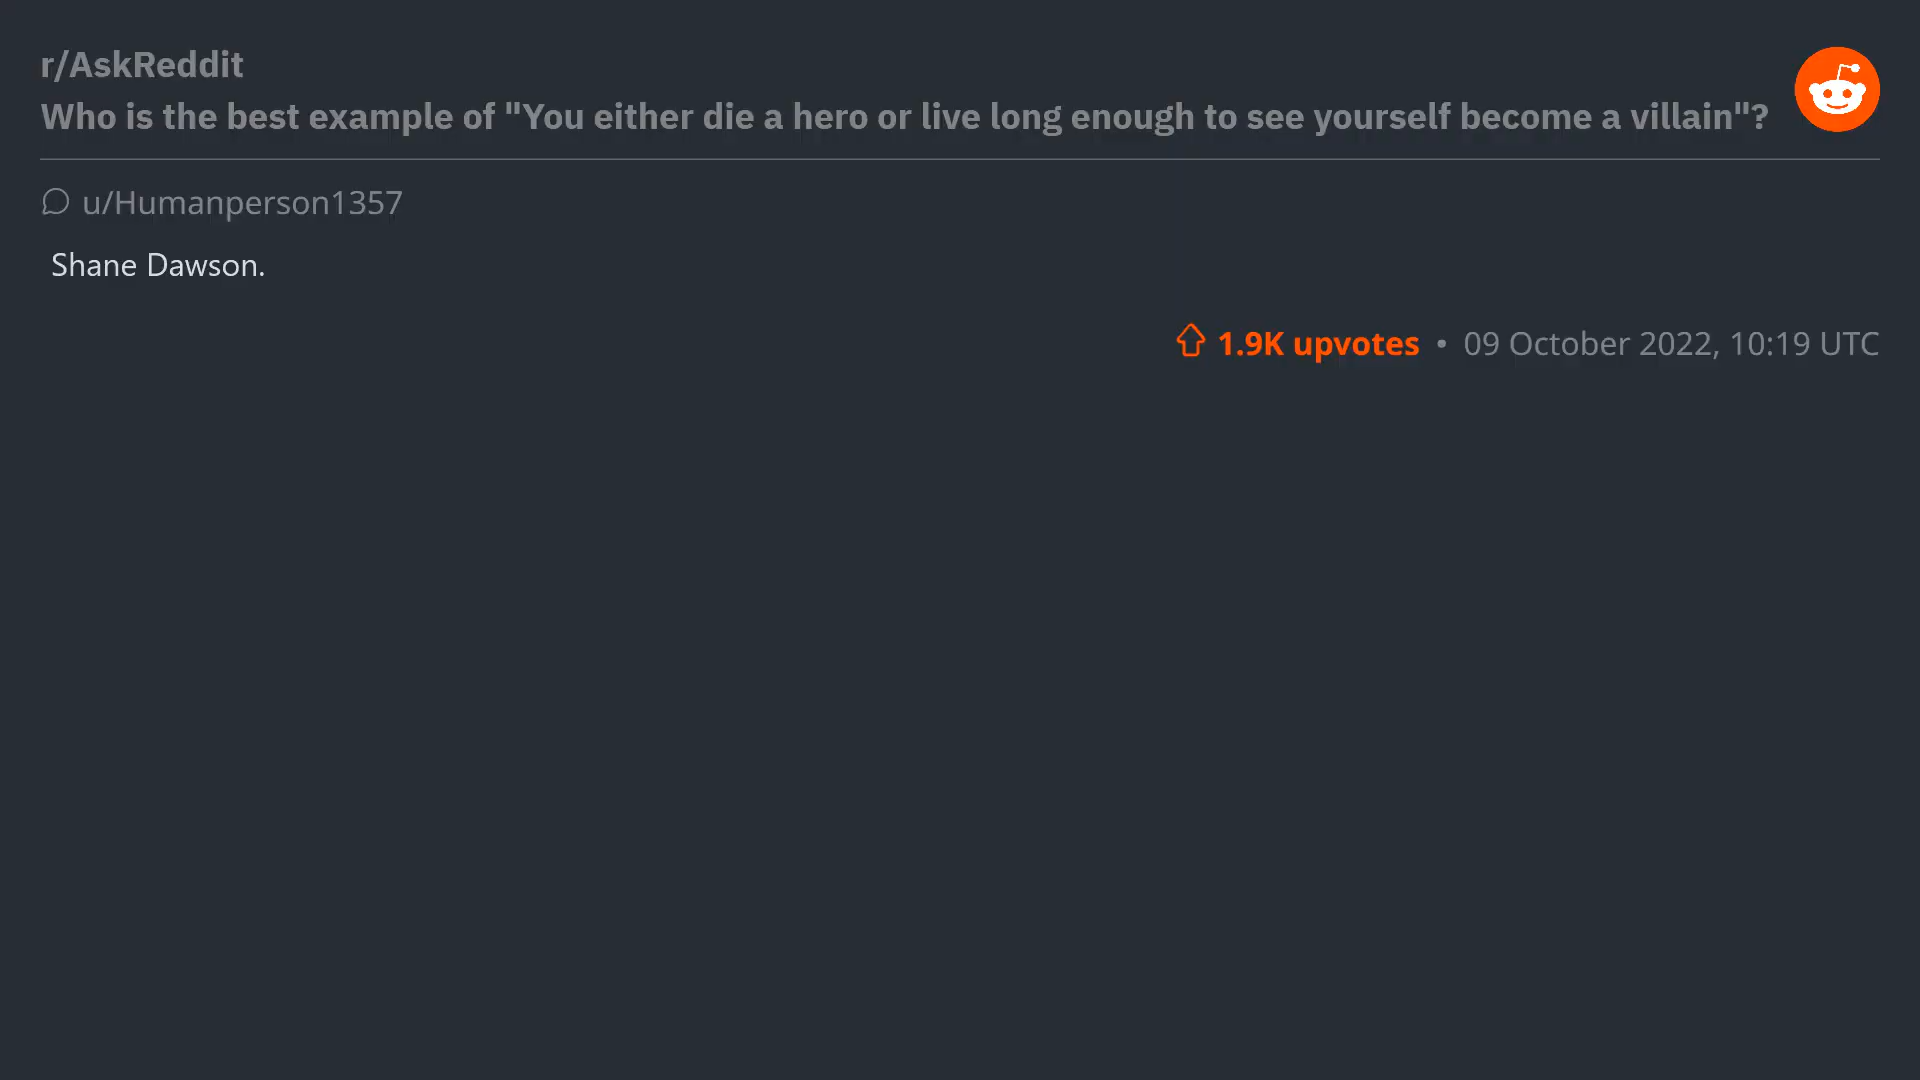 r/AskReddit
Who is the best example of "You either die a hero or live long enough to see yourself become a villain"?
u/Humanperson1357
Shane Dawson.
1.9K upvotes • 09 October 2022, 10:19 UTC